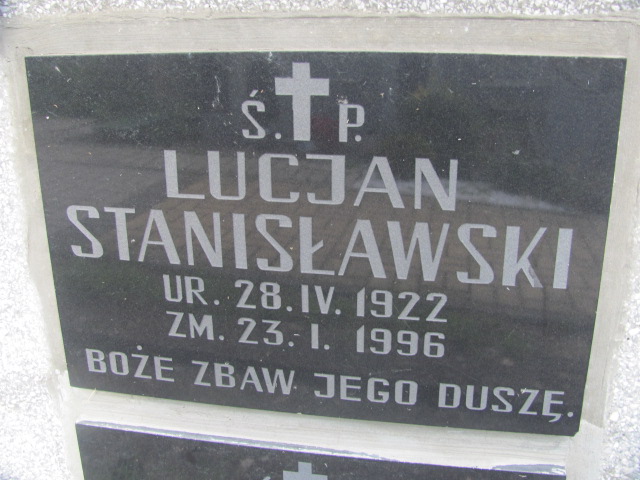 Ś. P.
LUCJAN
STANISŁAWSKI
UR. 28. IV. 1922
ZM. 23. I. 1996
BOŻE ZBAW JEGO DUSZĘ.